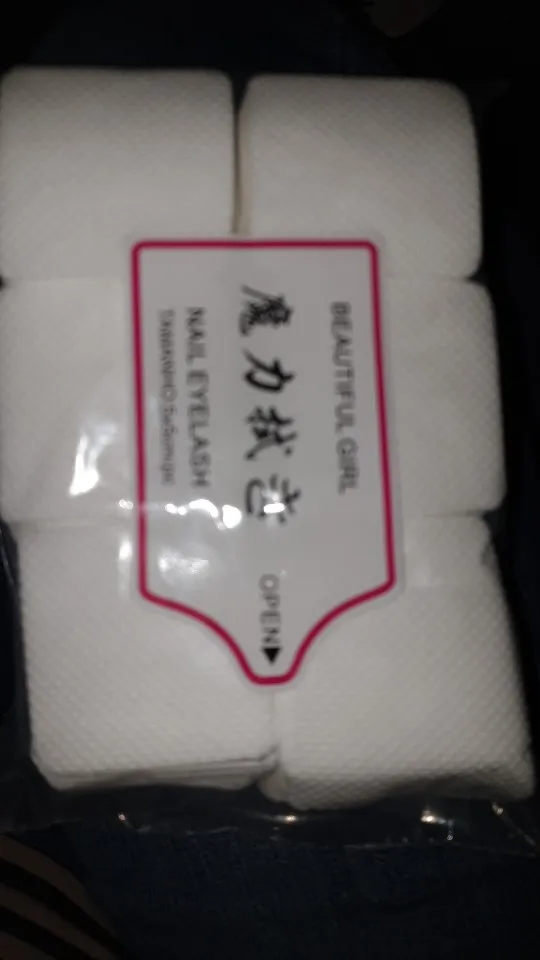 BEAUTIFUL GIRL
魔力拭
OPEN▶
NAIL EYELASH